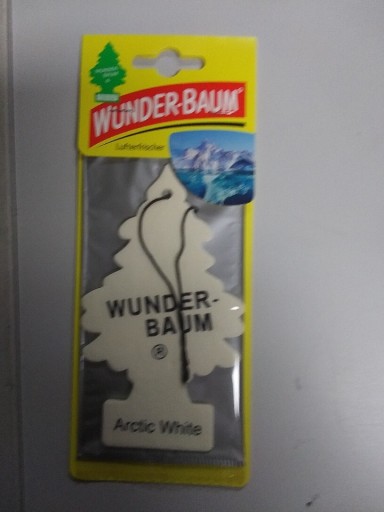 WUNDER-BAUM®
Lufterfrischer
WUNDER-
BAUM
®
Arctic White